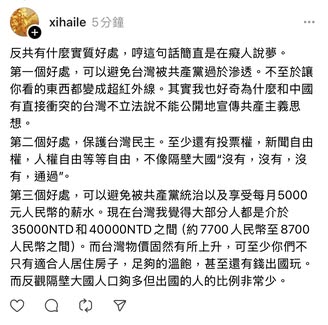 xihaile 5分鐘
反共有什麼實質好處，哼這句話簡直是在癡人說夢。
第一個好處，可以避免台灣被共產黨過於滲透。不至於讓
你看的東西都變成超紅外線。其實我也好奇為什麼和中國
有直接衝突的台灣不立法說不能公開地宣傳共產主義思
想。
第二個好處，保護台灣民主。至少還有投票權，新聞自由
權，人權自由等等自由，不像隔壁大國“沒有，沒有，沒
有，通過”。
第三個好處，可以避免被共產黨統治以及享受每月5000
元人民幣的薪水。現在台灣我覺得大部分人都是介於
35000NTD和40000NTD之間 (約7700人民幣至8700
人民幣之間) 。而台灣物價固然有所上升，可至少你們不
只有適合人居住房子，足夠的溫飽，甚至還有錢出國玩。
而反觀隔壁大國人口夠多但出國的人的比例非常少。